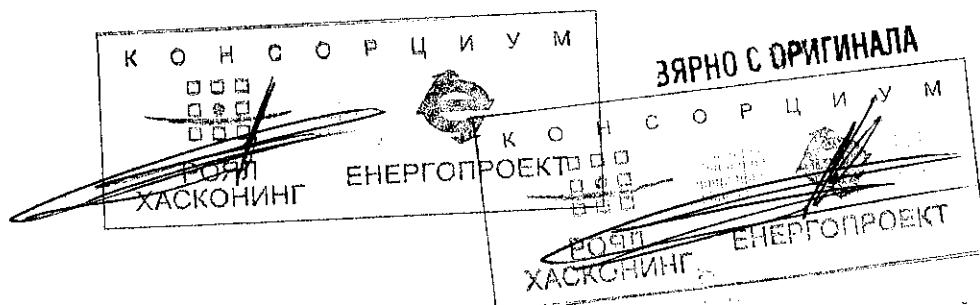 К О Н С О Р Ц И У М
РОЯЛ
ХАСКОНИНГ
ЕНЕРГОПРОЕКТ
ВЯРНО С ОРИГИНАЛА
К О Н С О Р Ц И У М
РОЯЛ
ХАСКОНИНГ
ЕНЕРГОПРОЕКТ